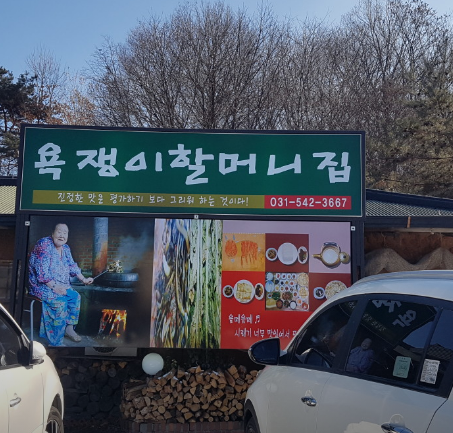 욕쟁이할머니집
진정한 맛은 평가하기 보다 그리워 하는 것이다!
031-542-3667